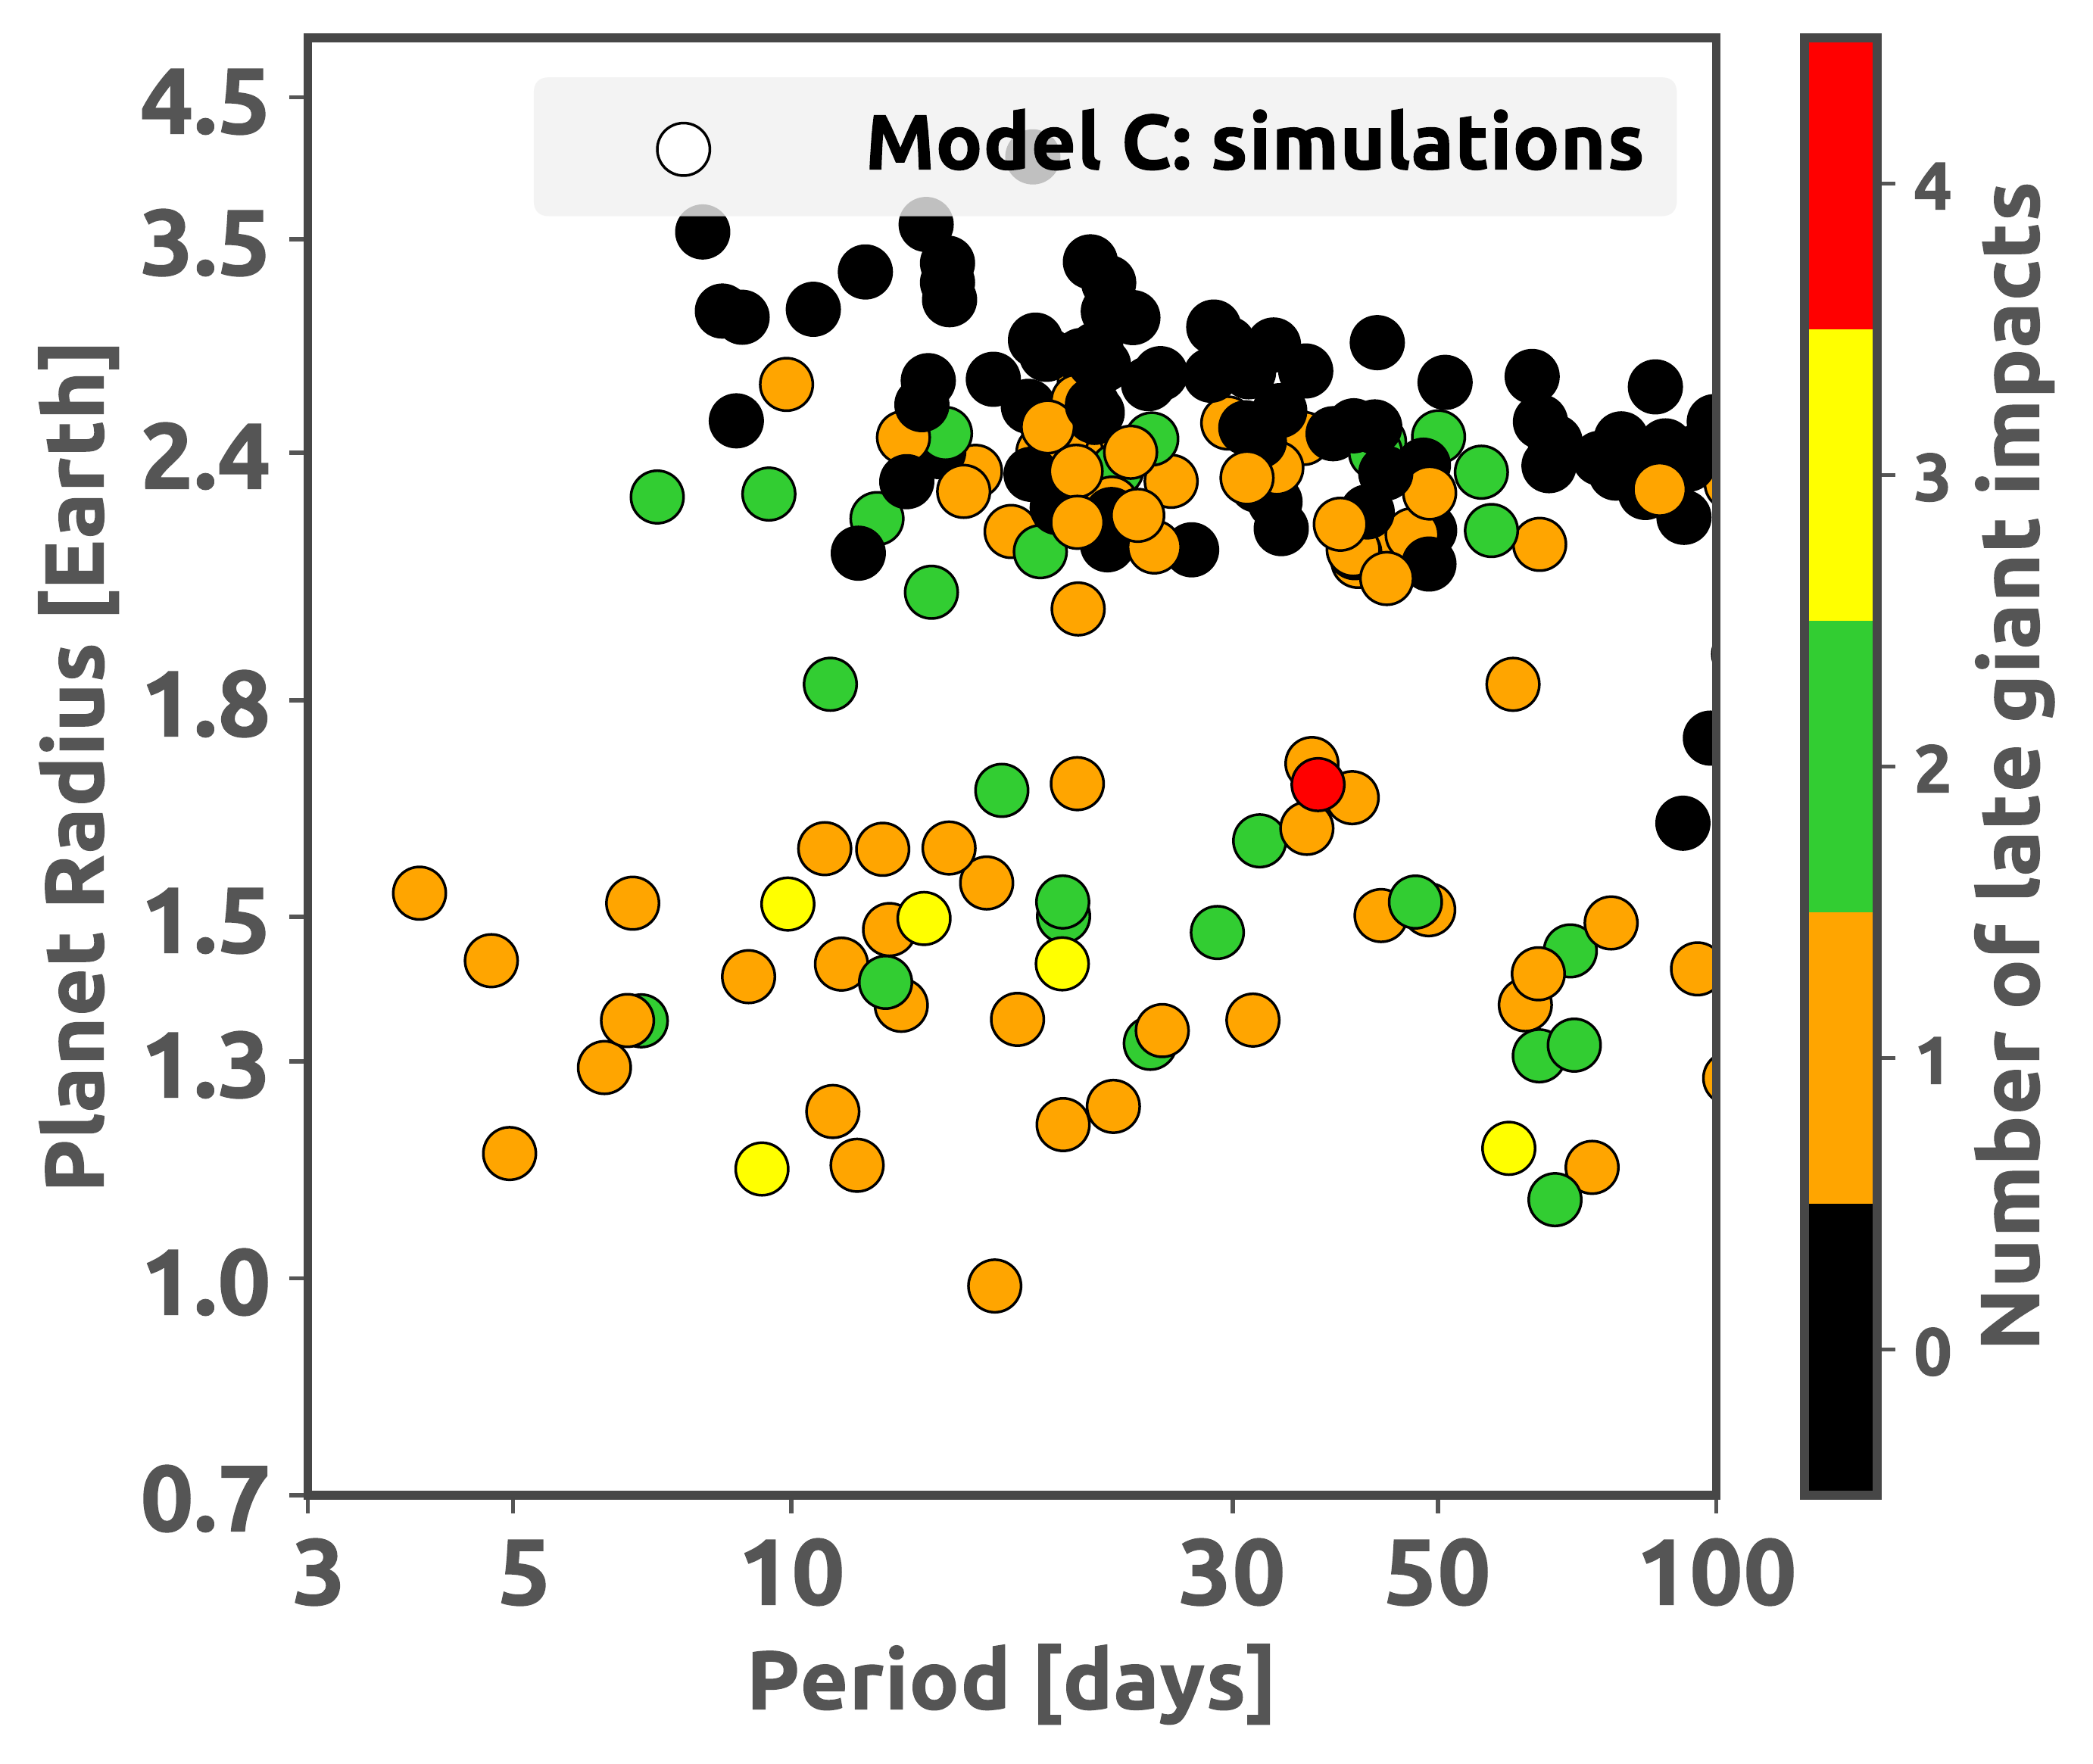 Model C: simulations
4.5
3.5
2.4
1.8
1.5
1.3
1.0
0.7
Planet Radius [Earth]
3 5 10 30 50 100
Period [days]
4
3
2
1
0
Number of late giant impacts